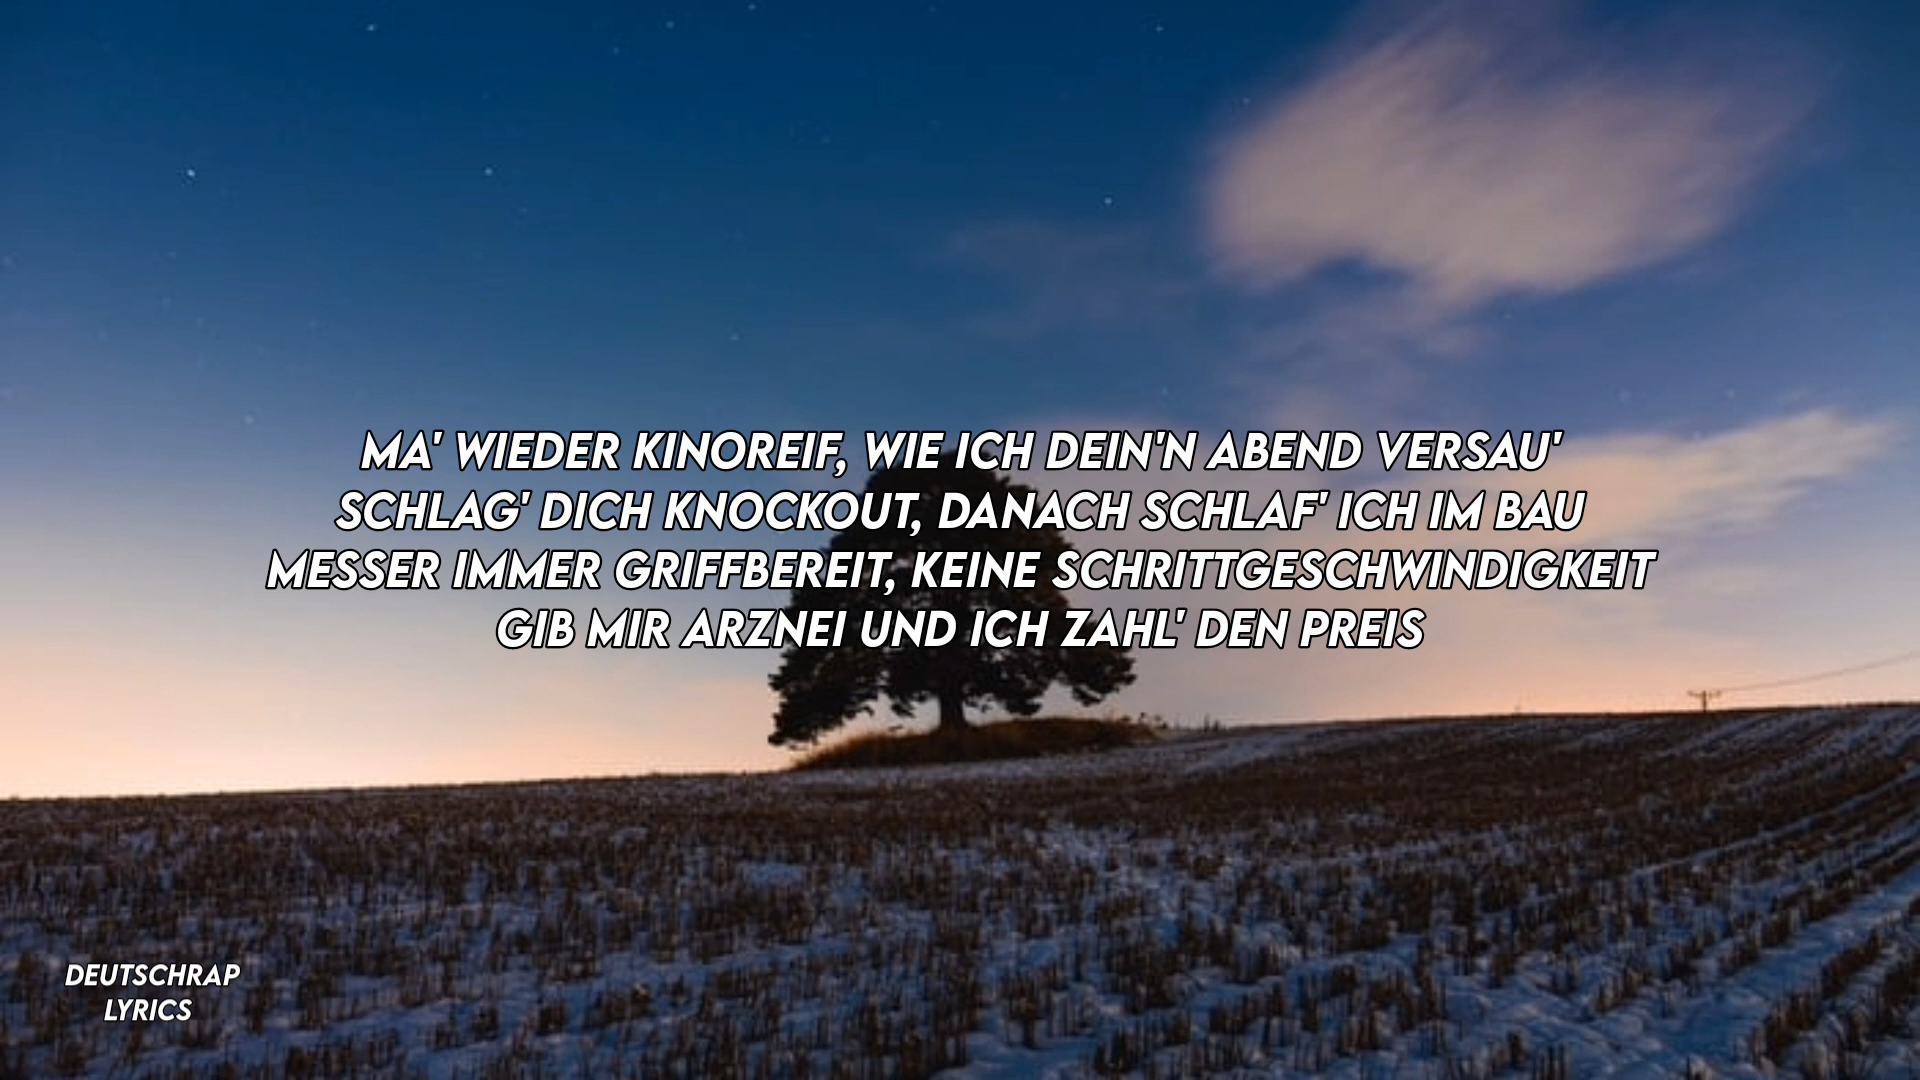 MA' WIEDER KINOREIF, WIE ICH DEIN'N ABEND VERSAU'
SCHLAG' DICH KNOCKOUT, DANACH SCHLAF' ICH IM BAU
MESSER IMMER GRIFFBEREIT, KEINE SCHRITTGESCHWINDIGKEIT
GIB MIR ARZNEI UND ICH ZAHL' DEN PREIS
DEUTSCHRAP
LYRICS